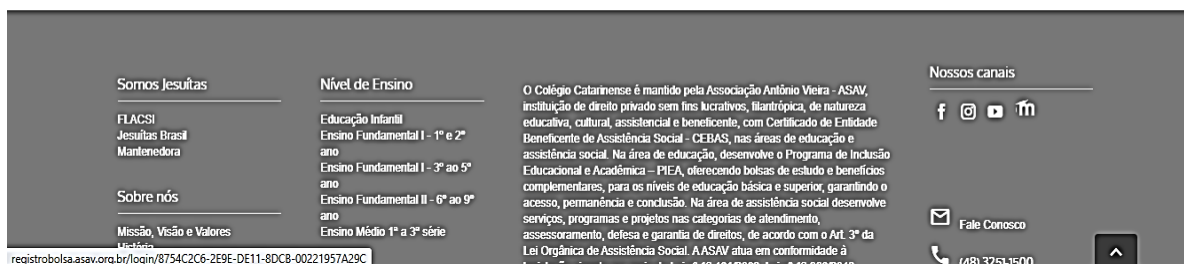 Somos Jesuítas
FLACSI
Jesuítas Brasil
Mantenedora
Sobre nós
Missão, Visão e Valores
História
Nível de Ensino
Educação Infantil
Ensino Fundamental I - 1º e 2º
ano
Ensino Fundamental I - 3º ao 5º
ano
Ensino Fundamental II - 6º ao 9º
ano
Ensino Médio 1ª a 3ª série
O Colégio Catarinense é mantido pela Associação Antônio Vieira - ASAV,
instituição de direito privado sem fins lucrativos, filantrópica, de natureza
educativa, cultural, assistencial e beneficente, com Certificado de Entidade
Beneficente de Assistência Social - CEBAS, nas áreas de educação e
assistência social. Na área de educação, desenvolve o Programa de Inclusão
Educacional e Acadêmica – PIEA, oferecendo bolsas de estudo e benefícios
complementares, para os níveis de educação básica e superior, garantindo o
acesso, permanência e conclusão. Na área de assistência social desenvolve
serviços, programas e projetos nas categorias de atendimento,
assessoramento, defesa e garantia de direitos, de acordo com o Art. 3º da
Lei Orgânica de Assistência Social. A ASAV atua em conformidade à
Nossos canais
Fale Conosco
(48) 3251-1500
registrobolsa.asav.org.br/login/8754C2C6-2E9E-DE11-8DCB-00221957A29C